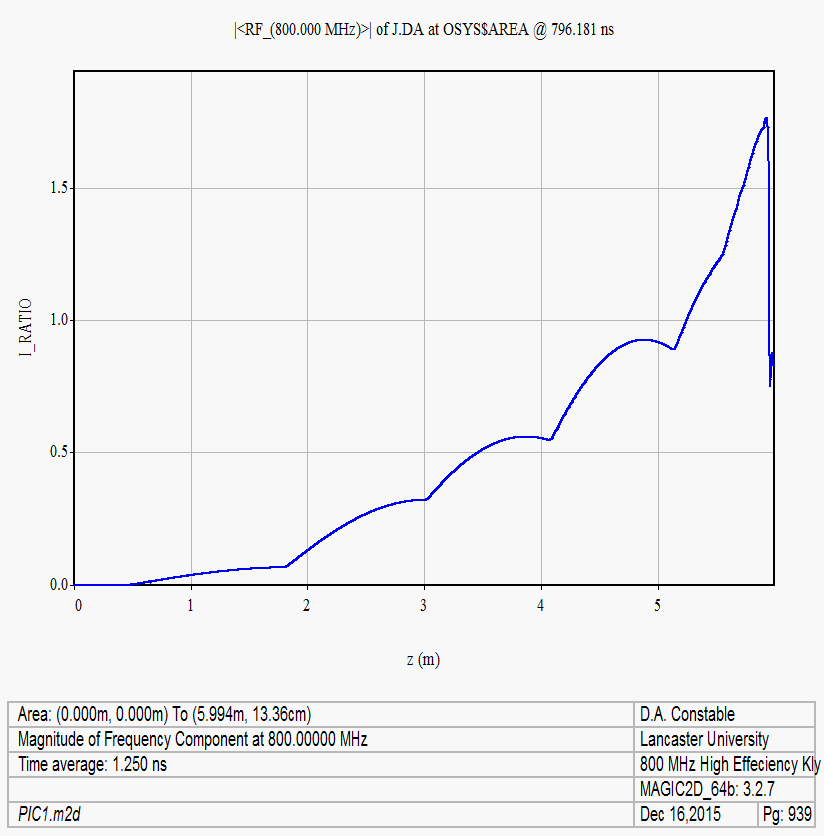 |<RF_(800.000 MHz)>| of J.DA at OSYS$AREA @ 796.181 ns
I_RATIO
1.5
1.0
0.5
0.0
0 1 2 3 4 5
z (m)
Area: (0.000m, 0.000m) To (5.994m, 13.36cm)
D.A. Constable
Magnitude of Frequency Component at 800.00000 MHz
Lancaster University
Time average: 1.250 ns
800 MHz High Effeciency Kly
MAGIC2D_64b: 3.2.7
PIC1.m2d
Dec 16,2015
Pg: 939